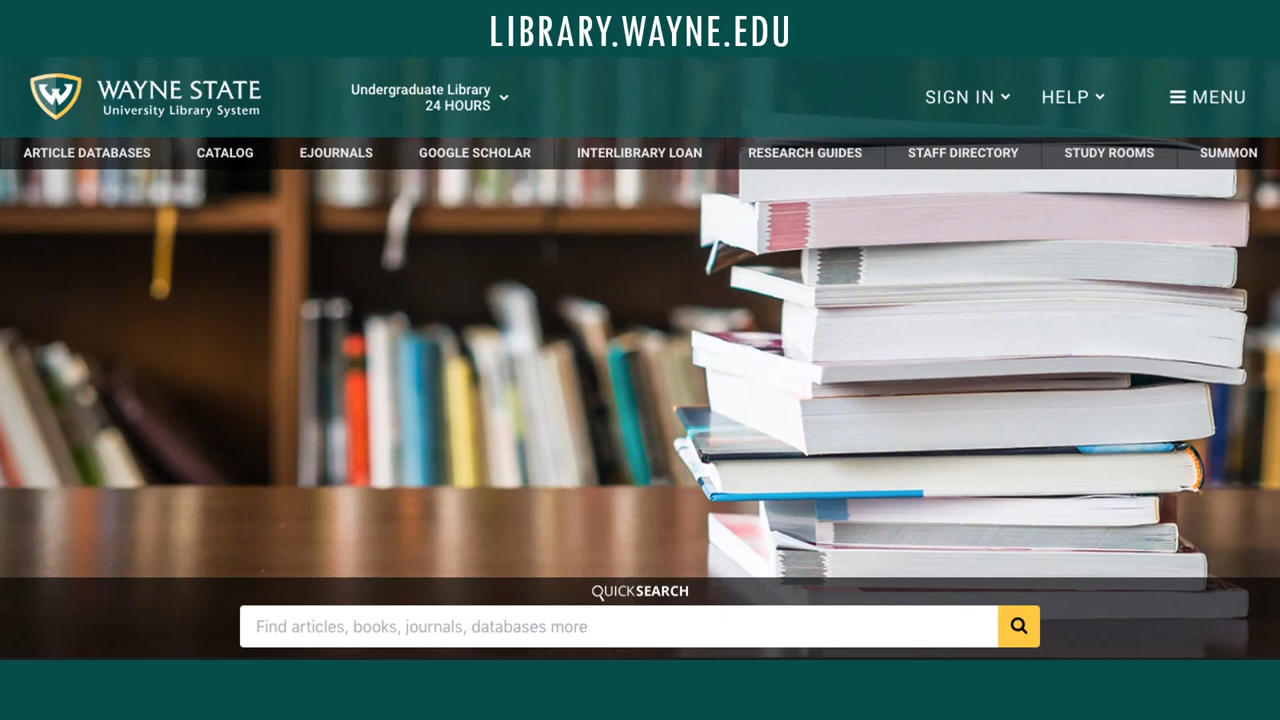 LIBRARY.WAYNE.EDU
WAYNE STATE
University Library System
Undergraduate Library
24 HOURS
SIGN IN
HELP
MENU
ARTICLE DATABASES
CATALOG
EJOURNALS
GOOGLE SCHOLAR
INTERLIBRARY LOAN
RESEARCH GUIDES
STAFF DIRECTORY
STUDY ROOMS
SUMMON
QUICKSEARCH
Find articles, books, journals, databases more